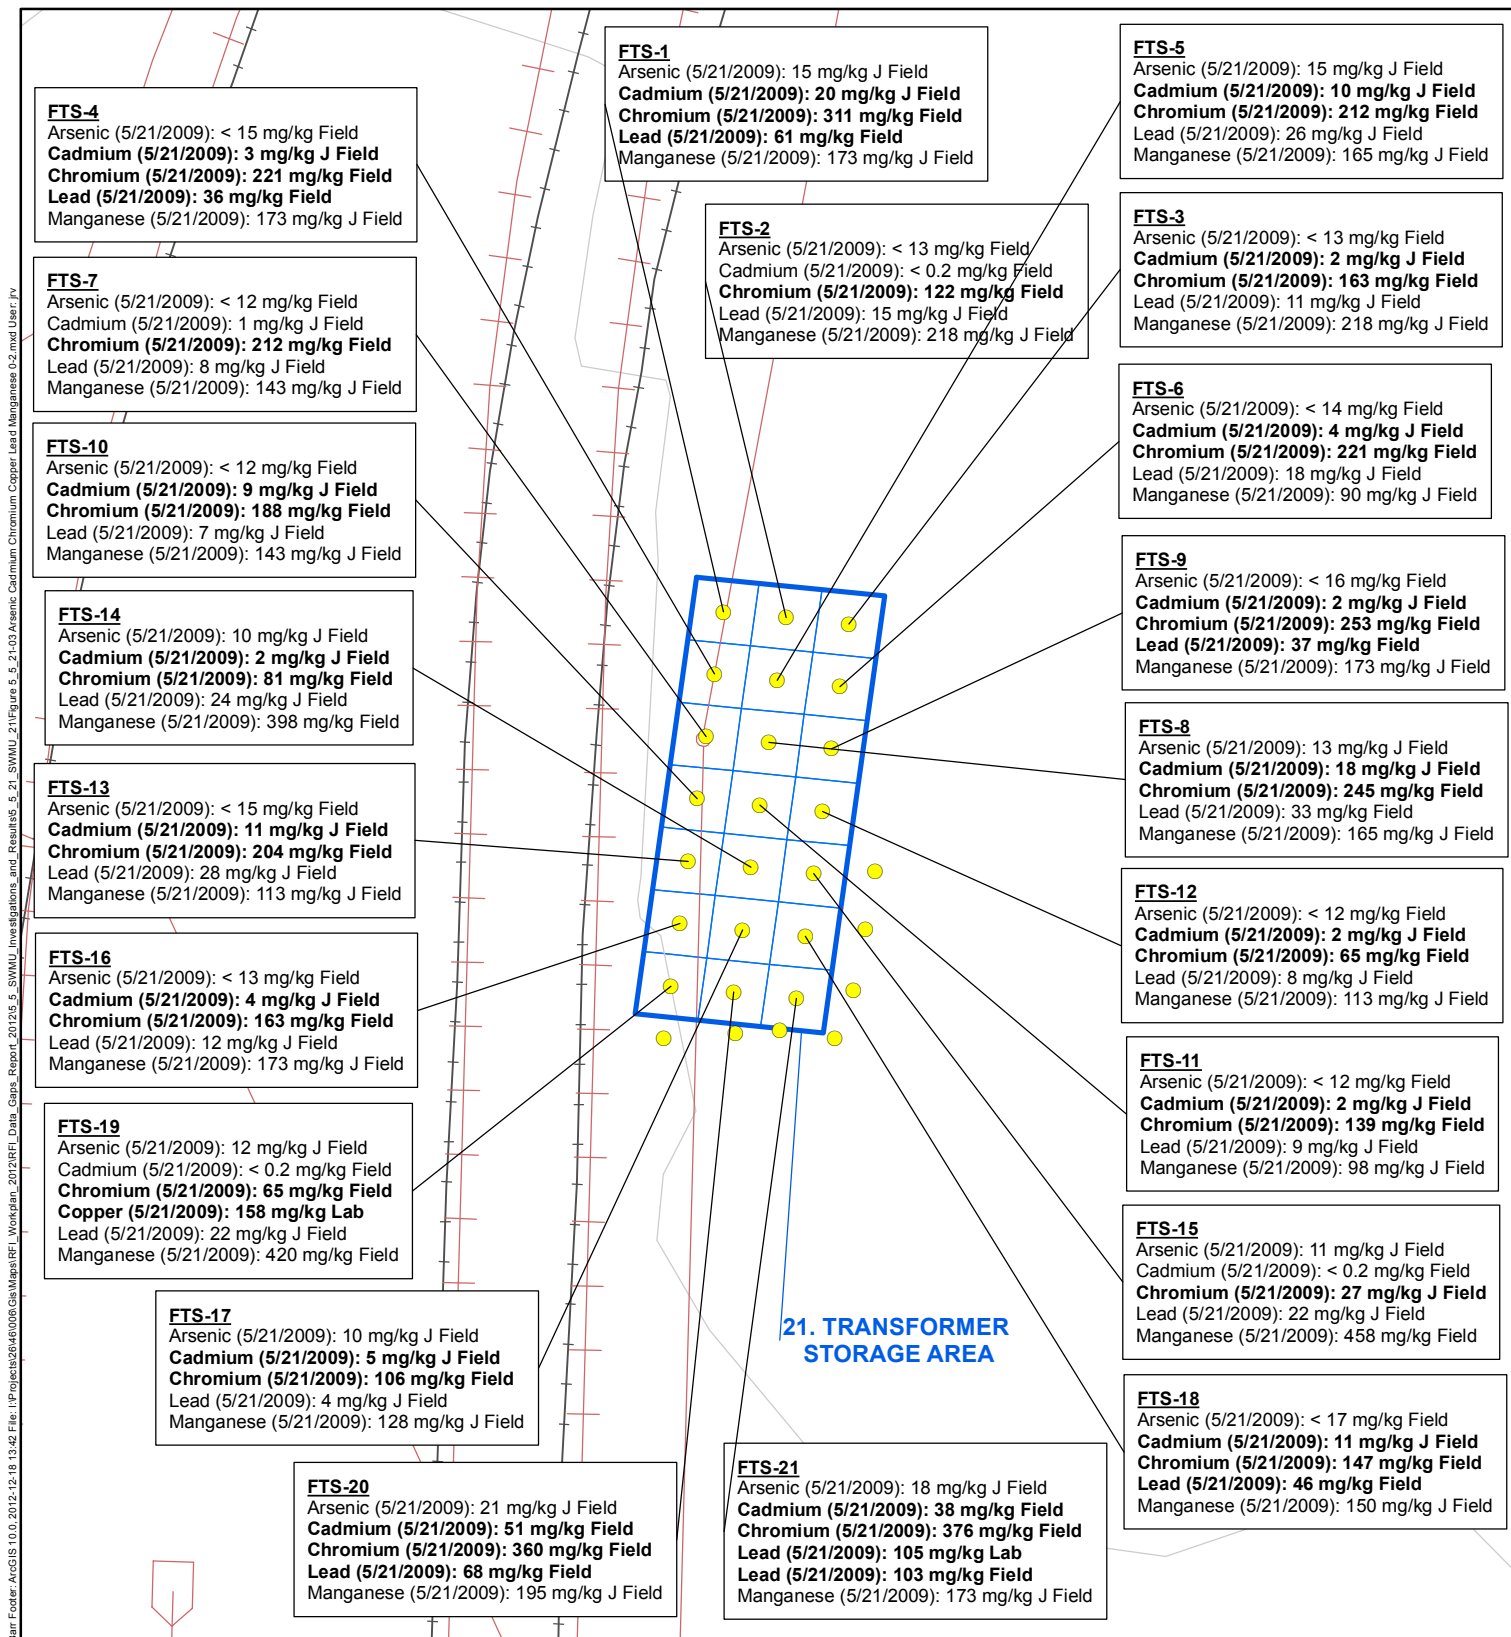 FTS-1
Arsenic (5/21/2009): 15 mg/kg J Field
Cadmium (5/21/2009): 20 mg/kg J Field
Chromium (5/21/2009): 311 mg/kg Field
Lead (5/21/2009): 61 mg/kg Field
Manganese (5/21/2009): 173 mg/kg J Field
FTS-5
Arsenic (5/21/2009): 15 mg/kg J Field
Cadmium (5/21/2009): 10 mg/kg J Field
Chromium (5/21/2009): 212 mg/kg Field
Lead (5/21/2009): 26 mg/kg J Field
Manganese (5/21/2009): 165 mg/kg J Field
FTS-4
Arsenic (5/21/2009): < 15 mg/kg Field
Cadmium (5/21/2009): 3 mg/kg J Field
Chromium (5/21/2009): 221 mg/kg Field
Lead (5/21/2009): 36 mg/kg Field
Manganese (5/21/2009): 173 mg/kg J Field
FTS-2
Arsenic (5/21/2009): < 13 mg/kg Field
Cadmium (5/21/2009): < 0.2 mg/kg Field
Chromium (5/21/2009): 122 mg/kg Field
Lead (5/21/2009): 15 mg/kg J Field
Manganese (5/21/2009): 218 mg/kg J Field
FTS-3
Arsenic (5/21/2009): < 13 mg/kg Field
Cadmium (5/21/2009): 2 mg/kg J Field
Chromium (5/21/2009): 163 mg/kg Field
Lead (5/21/2009): 11 mg/kg J Field
Manganese (5/21/2009): 218 mg/kg J Field
FTS-7
Arsenic (5/21/2009): < 12 mg/kg Field
Cadmium (5/21/2009): 1 mg/kg J Field
Chromium (5/21/2009): 212 mg/kg Field
Lead (5/21/2009): 8 mg/kg J Field
Manganese (5/21/2009): 143 mg/kg J Field
FTS-6
Arsenic (5/21/2009): < 14 mg/kg Field
Cadmium (5/21/2009): 4 mg/kg J Field
Chromium (5/21/2009): 221 mg/kg Field
Lead (5/21/2009): 18 mg/kg J Field
Manganese (5/21/2009): 90 mg/kg J Field
FTS-10
Arsenic (5/21/2009): < 12 mg/kg Field
Cadmium (5/21/2009): 9 mg/kg J Field
Chromium (5/21/2009): 188 mg/kg Field
Lead (5/21/2009): 7 mg/kg J Field
Manganese (5/21/2009): 143 mg/kg J Field
FTS-9
Arsenic (5/21/2009): < 16 mg/kg Field
Cadmium (5/21/2009): 2 mg/kg J Field
Chromium (5/21/2009): 253 mg/kg Field
Lead (5/21/2009): 37 mg/kg Field
Manganese (5/21/2009): 173 mg/kg J Field
FTS-14
Arsenic (5/21/2009): 10 mg/kg J Field
Cadmium (5/21/2009): 2 mg/kg J Field
Chromium (5/21/2009): 81 mg/kg Field
Lead (5/21/2009): 24 mg/kg J Field
Manganese (5/21/2009): 398 mg/kg Field
FTS-8
Arsenic (5/21/2009): 13 mg/kg J Field
Cadmium (5/21/2009): 18 mg/kg J Field
Chromium (5/21/2009): 245 mg/kg Field
Lead (5/21/2009): 33 mg/kg Field
Manganese (5/21/2009): 165 mg/kg J Field
FTS-13
Arsenic (5/21/2009): < 15 mg/kg Field
Cadmium (5/21/2009): 11 mg/kg J Field
Chromium (5/21/2009): 204 mg/kg Field
Lead (5/21/2009): 28 mg/kg J Field
Manganese (5/21/2009): 113 mg/kg J Field
FTS-12
Arsenic (5/21/2009): < 12 mg/kg Field
Cadmium (5/21/2009): 2 mg/kg J Field
Chromium (5/21/2009): 65 mg/kg Field
Lead (5/21/2009): 8 mg/kg J Field
Manganese (5/21/2009): 113 mg/kg J Field
FTS-16
Arsenic (5/21/2009): < 13 mg/kg Field
Cadmium (5/21/2009): 4 mg/kg J Field
Chromium (5/21/2009): 163 mg/kg Field
Lead (5/21/2009): 12 mg/kg J Field
Manganese (5/21/2009): 173 mg/kg J Field
FTS-11
Arsenic (5/21/2009): < 12 mg/kg Field
Cadmium (5/21/2009): 2 mg/kg J Field
Chromium (5/21/2009): 139 mg/kg Field
Lead (5/21/2009): 9 mg/kg J Field
Manganese (5/21/2009): 98 mg/kg J Field
FTS-19
Arsenic (5/21/2009): 12 mg/kg J Field
Cadmium (5/21/2009): < 0.2 mg/kg Field
Chromium (5/21/2009): 65 mg/kg Field
Copper (5/21/2009): 158 mg/kg Lab
Lead (5/21/2009): 22 mg/kg J Field
Manganese (5/21/2009): 420 mg/kg Field
FTS-15
Arsenic (5/21/2009): 11 mg/kg J Field
Cadmium (5/21/2009): < 0.2 mg/kg Field
Chromium (5/21/2009): 27 mg/kg J Field
Lead (5/21/2009): 22 mg/kg J Field
Manganese (5/21/2009): 458 mg/kg Field
FTS-17
Arsenic (5/21/2009): 10 mg/kg J Field
Cadmium (5/21/2009): 5 mg/kg J Field
Chromium (5/21/2009): 106 mg/kg Field
Lead (5/21/2009): 4 mg/kg J Field
Manganese (5/21/2009): 128 mg/kg J Field
21. TRANSFORMER
STORAGE AREA
FTS-18
Arsenic (5/21/2009): < 17 mg/kg Field
Cadmium (5/21/2009): 11 mg/kg J Field
Chromium (5/21/2009): 147 mg/kg Field
Lead (5/21/2009): 46 mg/kg Field
Manganese (5/21/2009): 150 mg/kg J Field
FTS-20
Arsenic (5/21/2009): 21 mg/kg J Field
Cadmium (5/21/2009): 51 mg/kg Field
Chromium (5/21/2009): 360 mg/kg Field
Lead (5/21/2009): 68 mg/kg Field
Manganese (5/21/2009): 195 mg/kg J Field
FTS-21
Arsenic (5/21/2009): 18 mg/kg J Field
Cadmium (5/21/2009): 38 mg/kg Field
Chromium (5/21/2009): 376 mg/kg Field
Lead (5/21/2009): 105 mg/kg Lab
Lead (5/21/2009): 103 mg/kg Field
Manganese (5/21/2009): 173 mg/kg J Field
Barr Footer: ArcGIS 10.0, 2012-12-18 13:42 File: I:\Projects\26\46\006\Gis\Maps\RFI_Workplan_2012\RFI_Data_Gaps_Report_2012\5_5_SWMU_Investigations_and_Results\5_5_21_SWMU_21\Figure 5_5_21-03 Arsenic Cadmium Chromium Copper Lead Manganese 0-2.mxd User: jrv